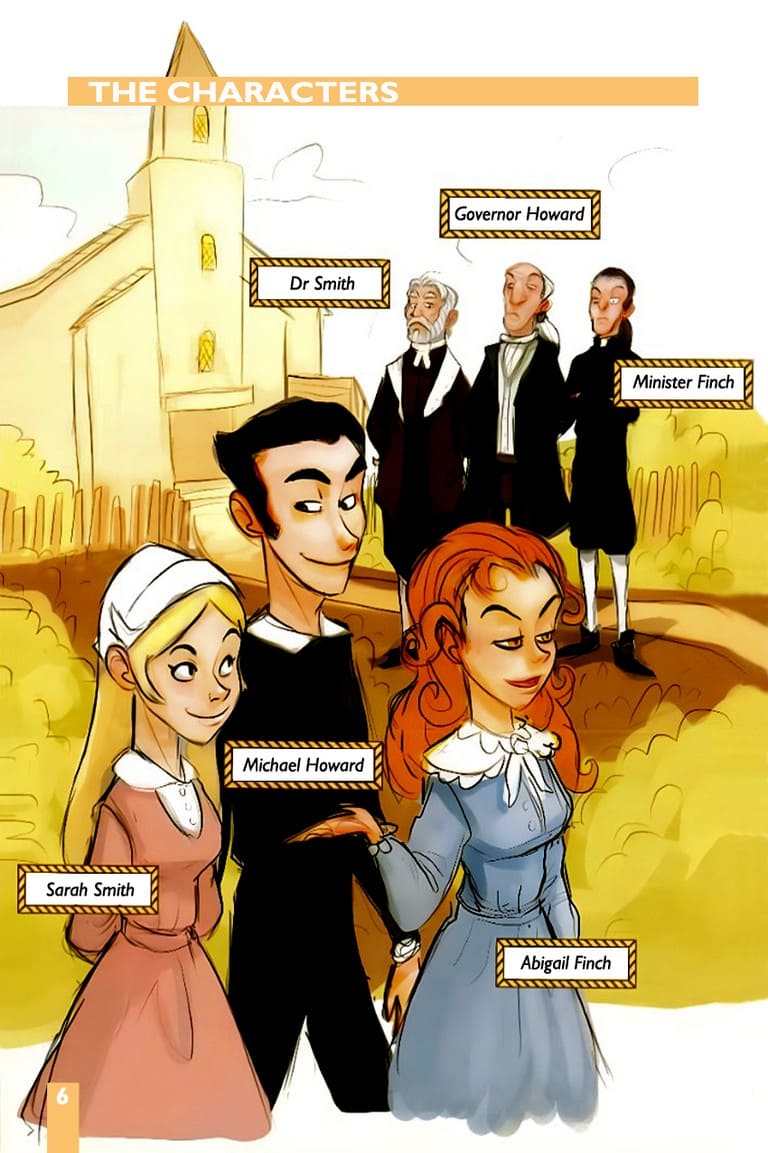 THE CHARACTERS
Governor Howard
Dr Smith
Minister Finch
Michael Howard
Sarah Smith
Abigail Finch
6